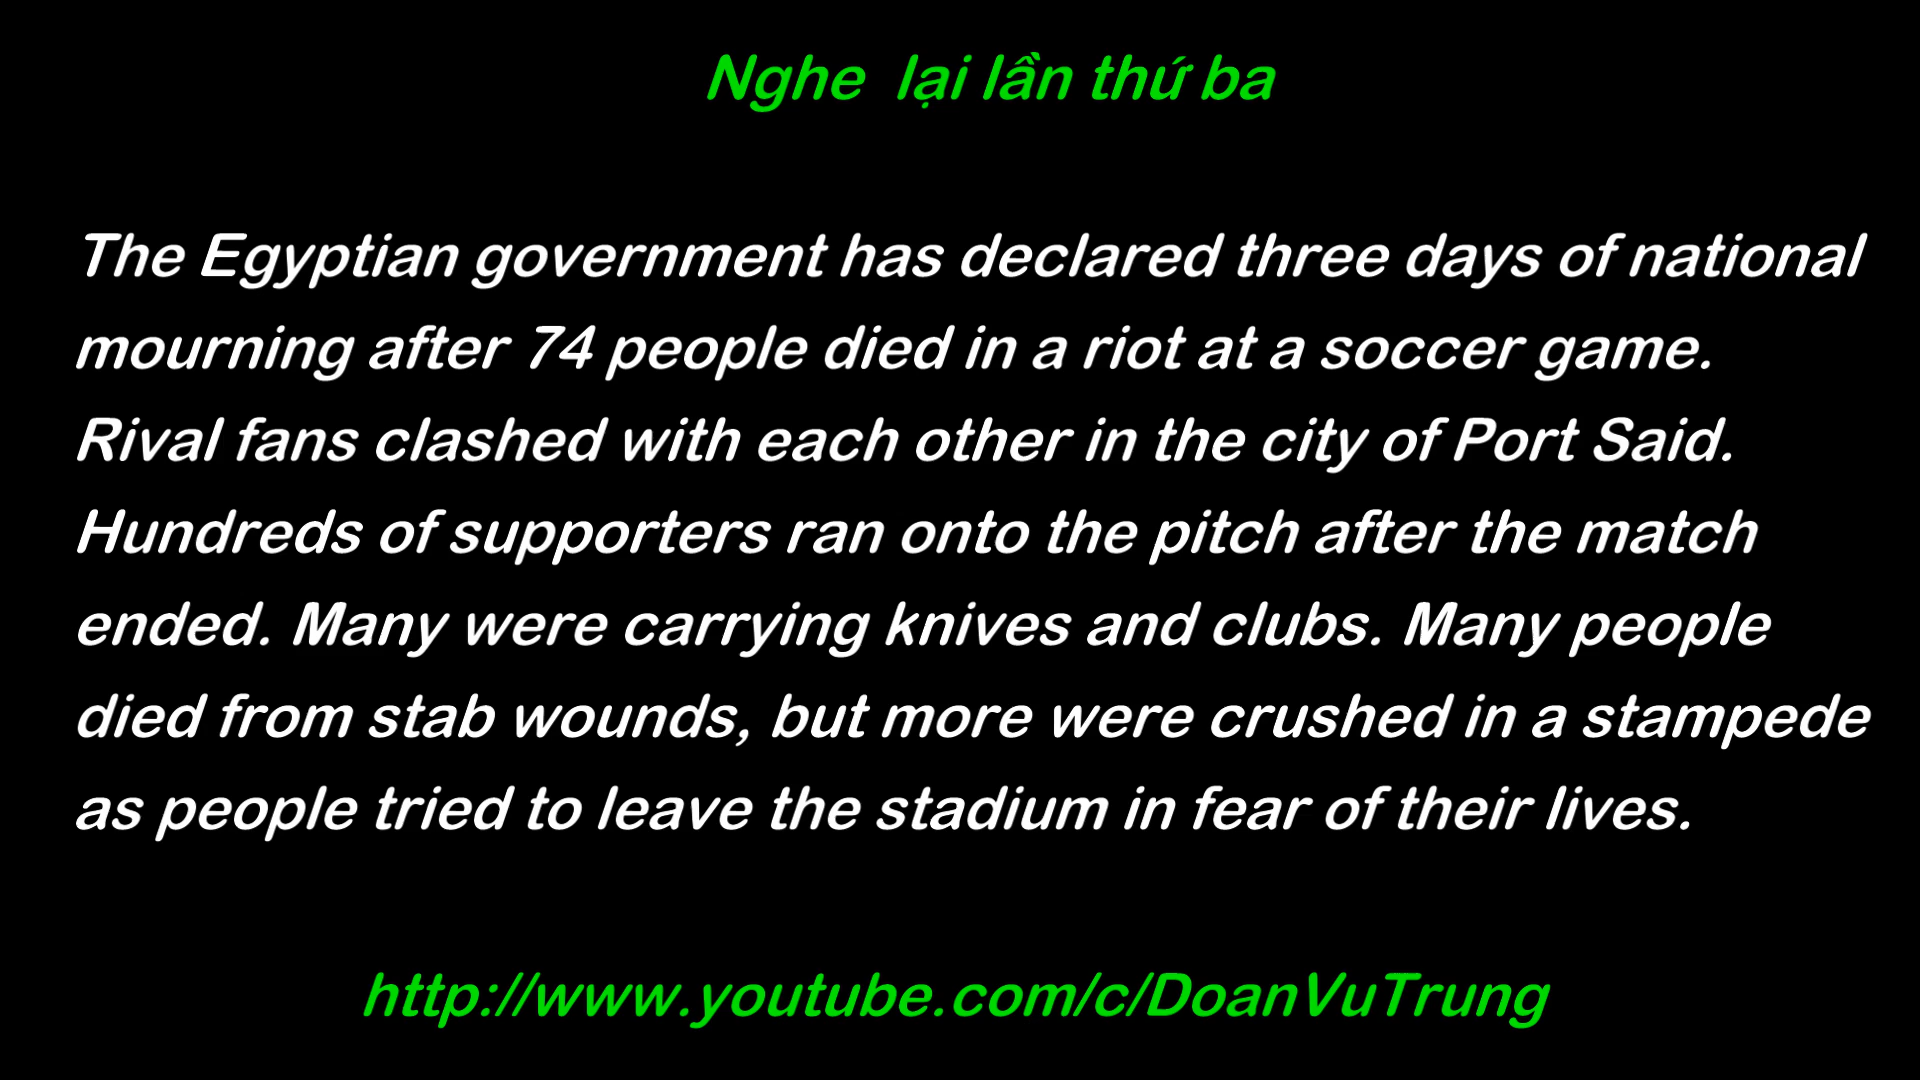 Nghe lại lần thứ ba
The Egyptian government has declared three days of national
mourning after 74 people died in a riot at a soccer game.
Rival fans clashed with each other in the city of Port Said.
Hundreds of supporters ran onto the pitch after the match
ended. Many were carrying knives and clubs. Many people
died from stab wounds, but more were crushed in a stampede
as people tried to leave the stadium in fear of their lives.
http://www.youtube.com/c/DoanVuTrung